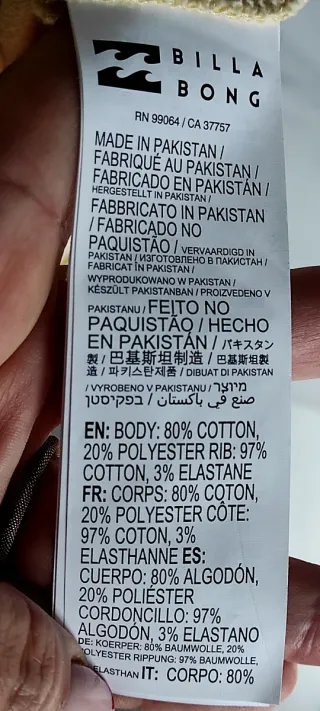 BILLA
BONG
RN 99064 / CA 37757
MADE IN PAKISTAN /
FABRIQUÉ AU PAKISTAN /
FABRICADO EN PAKISTÁN /
HERGESTELLT IN PAKISTAN /
FABBRICATO IN PAKISTAN
/ FABRICADO NO
PAQUISTÃO / VERVAARDIGD IN
PAKISTAN / ИЗГОТОВЛЕНО В ПАКИСТАН /
FABRICAT ÎN PAKISTAN /
WYPRODUKOWANO W PAKISTAN /
KÉSZÜLT PAKISTANBAN / PROIZVEDENO V
PAKISTANU / FEITO NO
PAQUISTÃO / HECHO
EN PAKISTÁN / パキスタン
製 / 巴基斯坦制造 / 巴基斯坦製
造 / 파키스탄제품 / DIBUAT DI PAKISTAN
/ VYROBENO V PAKISTANU / מיוצר
בפקיסטן / صنع في باكستان
EN: BODY: 80% COTTON,
20% POLYESTER RIB: 97%
COTTON, 3% ELASTANE
FR: CORPS: 80% COTON,
20% POLYESTER CÔTE:
97% COTON, 3%
ELASTHANNE ES:
CUERPO: 80% ALGODÓN,
20% POLIÉSTER
CORDONCILLO: 97%
ALGODÓN, 3% ELASTANO
DE: KOERPER: 80% BAUMWOLLE, 20%
POLYESTER RIPPUNG: 97% BAUMWOLLE,
ELASTHAN IT: CORPO: 80%